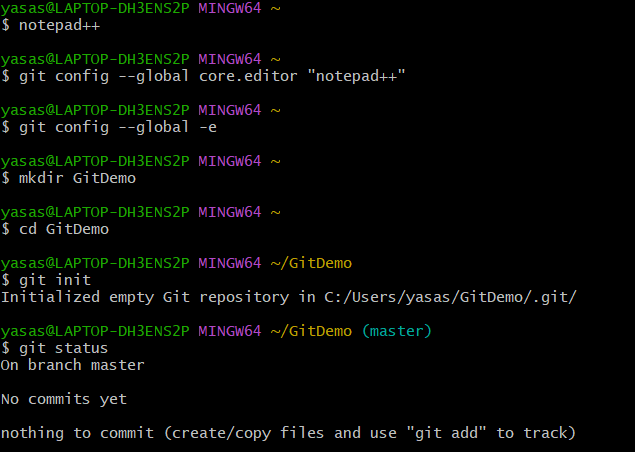 yasas@LAPTOP-DH3ENS2P MINGW64 ~
$ notepad++
yasas@LAPTOP-DH3ENS2P MINGW64 ~
$ git config --global core.editor "notepad++"
yasas@LAPTOP-DH3ENS2P MINGW64 ~
$ git config --global -e
yasas@LAPTOP-DH3ENS2P MINGW64 ~
$ mkdir GitDemo
yasas@LAPTOP-DH3ENS2P MINGW64 ~
$ cd GitDemo
yasas@LAPTOP-DH3ENS2P MINGW64 ~/GitDemo
$ git init
Initialized empty Git repository in C:/Users/yasas/GitDemo/.git/
yasas@LAPTOP-DH3ENS2P MINGW64 ~/GitDemo (master)
$ git status
On branch master
No commits yet
nothing to commit (create/copy files and use "git add" to track)